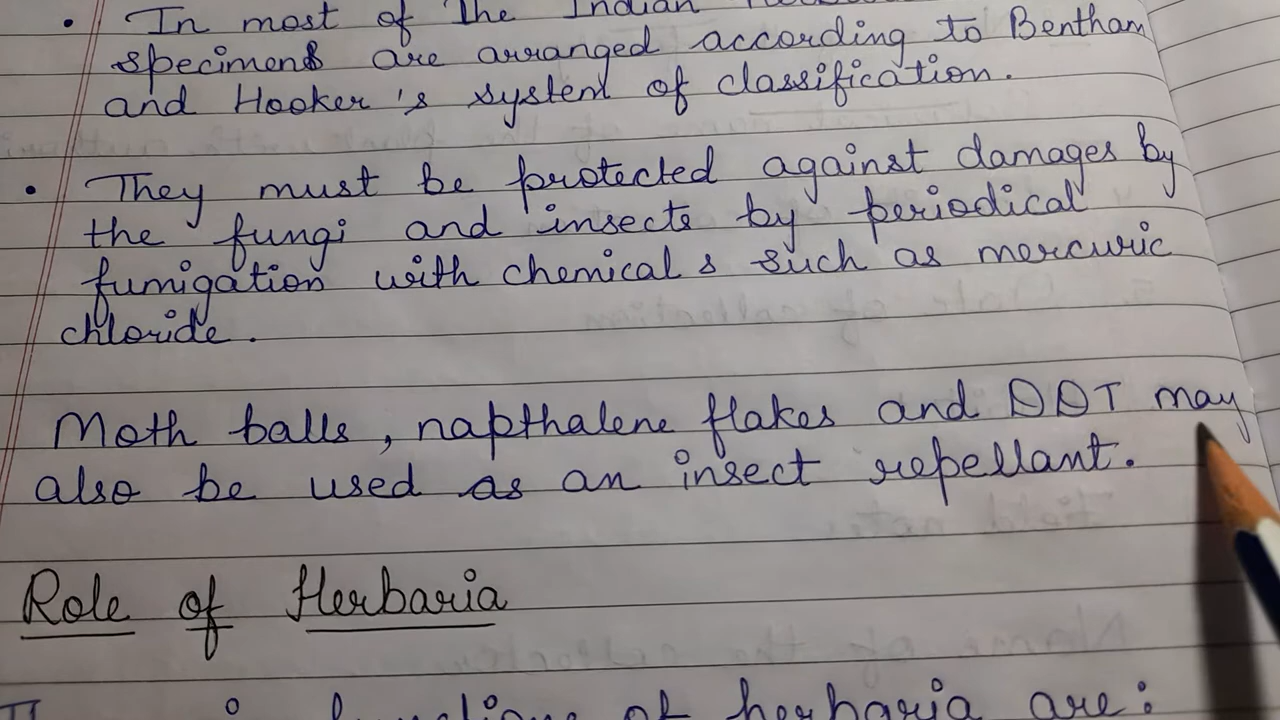 • In most of the Indian
specimens are arranged according to Bentham
and Hooker's system of classification.
• They must be protected against damages by
the fungi and insects by periodical
fumigation with chemicals such as mercuric
chloride.
Moth balls, napthalene flakes and DDT may
also be used as an insect repellant.
Role of Herbaria
functions of herbaria are: